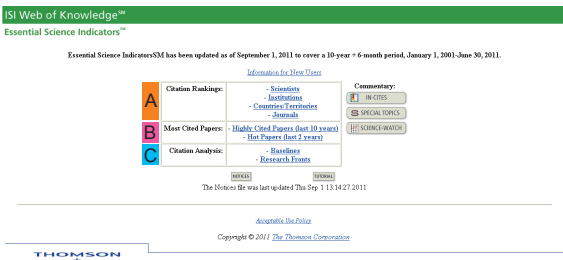 ISI Web of Knowledge℠
Essential Science Indicators℠
Essential Science IndicatorsSM has been updated as of September 1, 2011 to cover a 10-year + 6-month period, January 1, 2001-June 30, 2011.
Information for New Users
A
Citation Rankings:
- Scientists
- Institutions
- Countries/Territories
- Journals
B
Most Cited Papers:
- Highly Cited Papers (last 10 years)
- Hot Papers (last 2 years)
C
Citation Analysis:
- Baselines
- Research Fronts
Commentary:
IN-CITES
SPECIAL TOPICS
SCIENCE-WATCH
NOTICES
TUTORIAL
The Notices file was last updated Thu Sep 1 13:14:27 2011
Acceptable Use Policy
Copyright © 2011 The Thomson Corporation
THOMSON